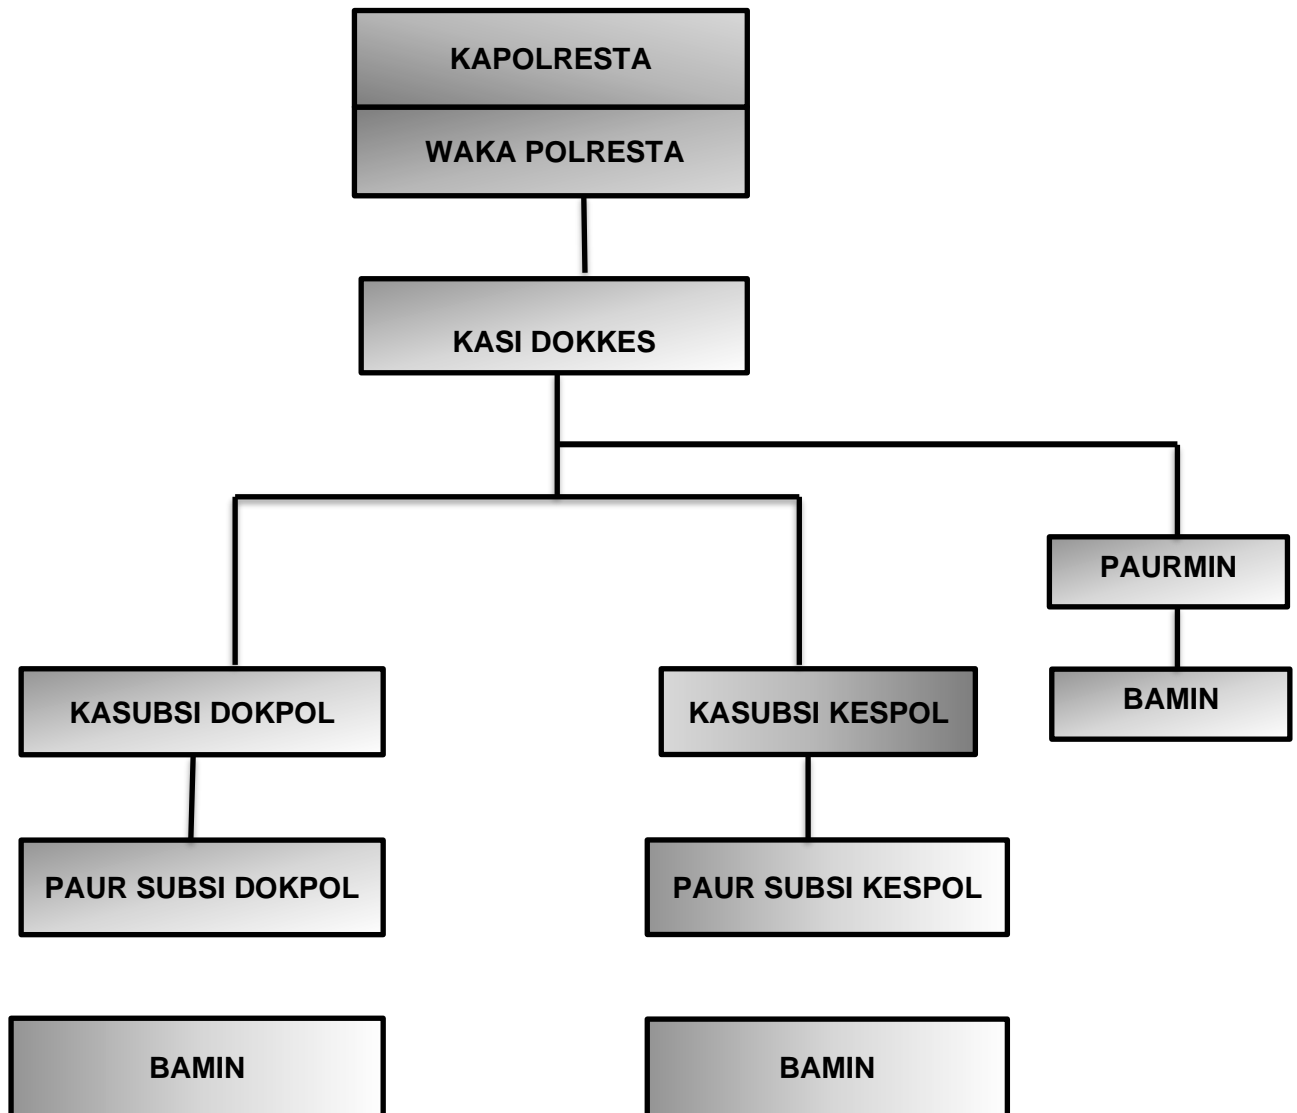 KAPOLRESTA
WAKA POLRESTA
KASI DOKKES
PAURMIN
BAMIN
KASUBSI DOKPOL
KASUBSI KESPOL
PAUR SUBSI DOKPOL
PAUR SUBSI KESPOL
BAMIN
BAMIN